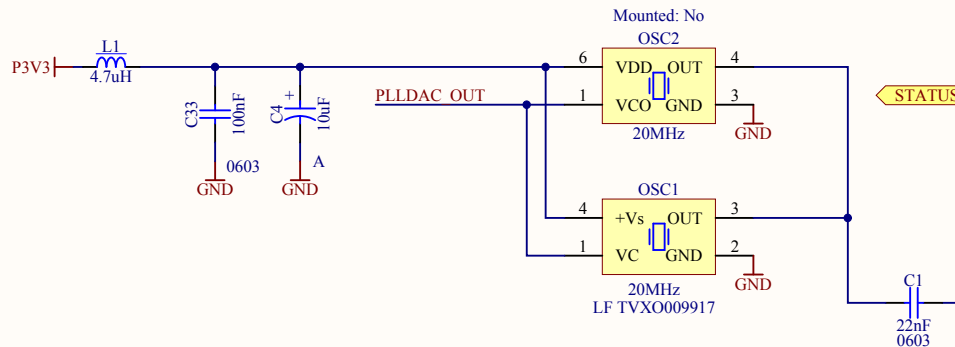 Mounted: No
OSC2
L1
P3V3
4.7uH
6
VDD
OUT
4
PLLDAC_OUT
1
VCO
GND
3
20MHz
GND
STATUS
C33
100nF
0603
GND
+
C4
10uF
A
GND
OSC1
4
+Vs
OUT
3
1
VC
GND
2
GND
20MHz
LF TVXO009917
C1
22nF
0603